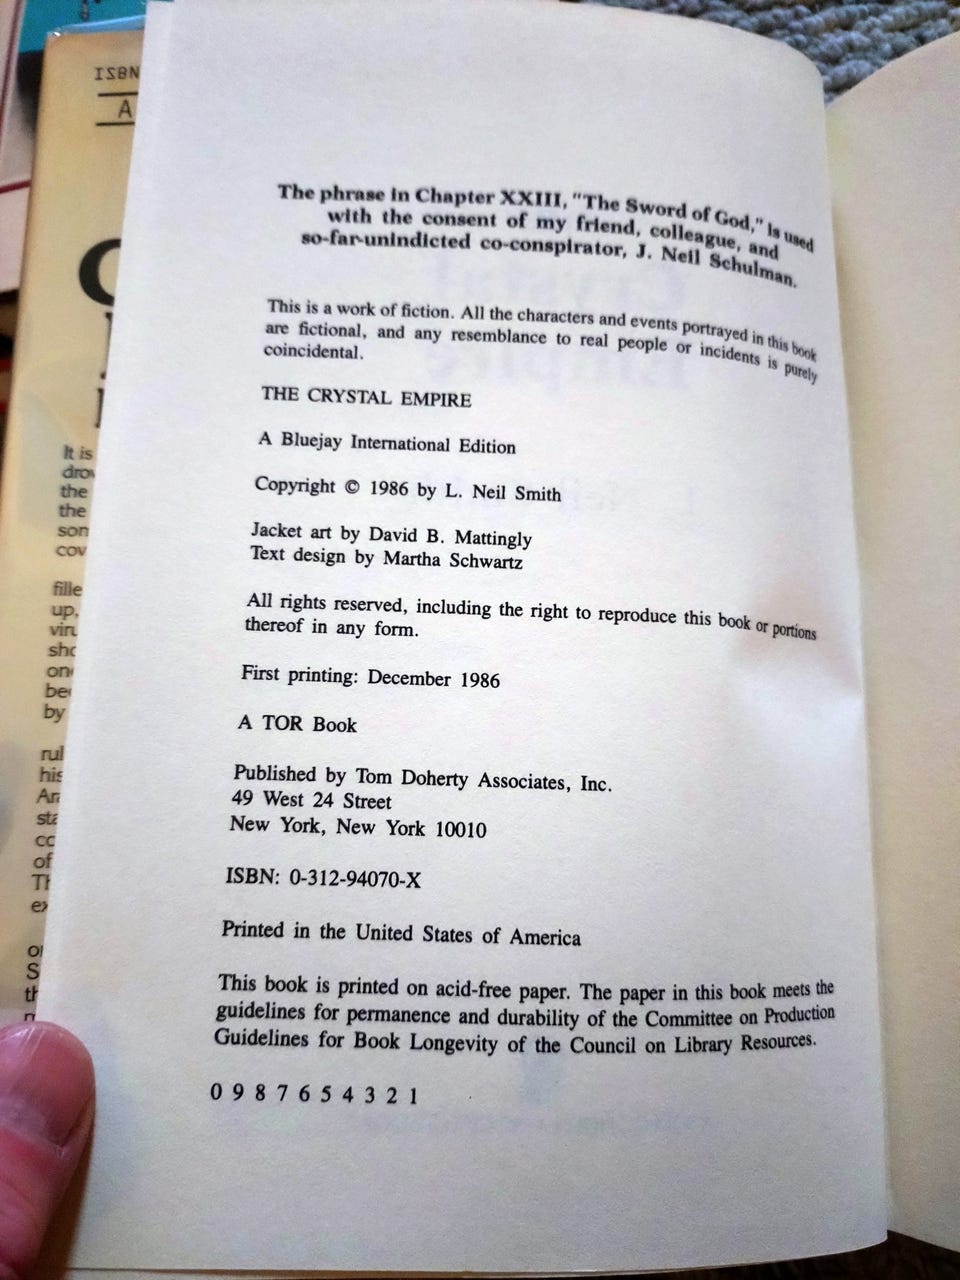 ISBN
A
The phrase in Chapter XXIII, "The Sword of God," is used
with the consent of my friend, colleague, and
so-far-unindicted co-conspirator, J. Neil Schulman.
This is a work of fiction. All the characters and events portrayed in this book
are fictional, and any resemblance to real people or incidents is purely
coincidental.
THE CRYSTAL EMPIRE
A Bluejay International Edition
Copyright © 1986 by L. Neil Smith
Jacket art by David B. Mattingly
Text design by Martha Schwartz
All rights reserved, including the right to reproduce this book or portions
thereof in any form.
First printing: December 1986
A TOR Book
Published by Tom Doherty Associates, Inc.
49 West 24 Street
New York, New York 10010
ISBN: 0-312-94070-X
Printed in the United States of America
This book is printed on acid-free paper. The paper in this book meets the
guidelines for permanence and durability of the Committee on Production
Guidelines for Book Longevity of the Council on Library Resources.
0 9 8 7 6 5 4 3 2 1
It is
the
the
up,
by
of